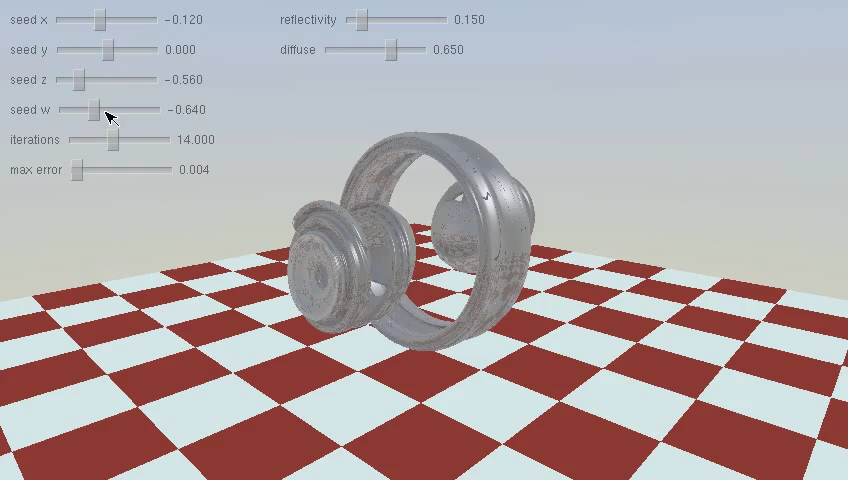 seed x -0.120
seed y 0.000
seed z -0.560
seed w -0.640
iterations 14.000
max error 0.004
reflectivity 0.150
diffuse 0.650